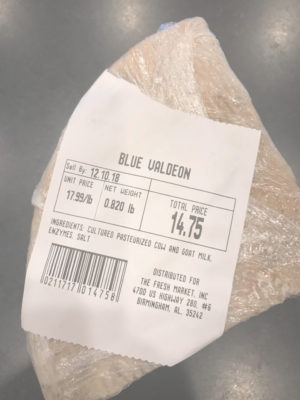 BLUE VALDEON
Sell By: 12.10.18
UNIT PRICE
17.99/lb
NET WEIGHT
0.820 lb
TOTAL PRICE
14.75
INGREDIENTS: CULTURED PASTEURIZED COW AND GOAT MILK,
ENZYMES, SALT
0211717014758
DISTRIBUTED FOR
THE FRESH MARKET, INC
4700 US HIGHWAY 280, #6
BIRMINGHAM, AL, 35242